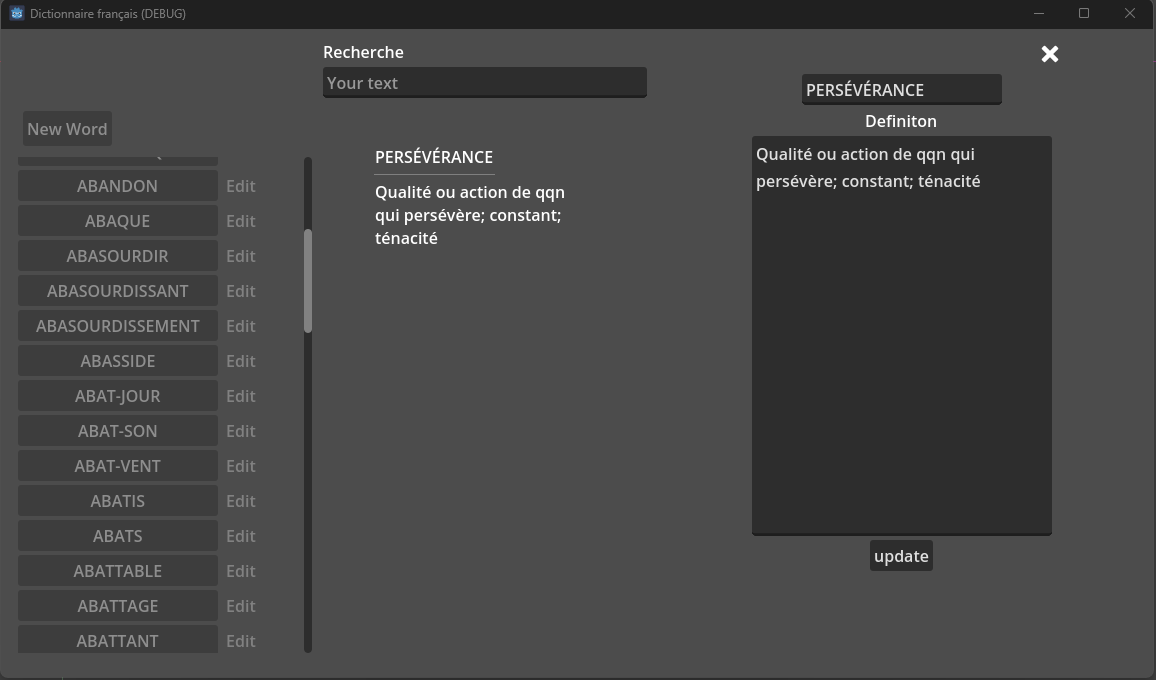 Dictionnaire français (DEBUG)
Recherche
Your text
New Word
ABANDON Edit
ABAQUE Edit
ABASOURDIR Edit
ABASOURDISSANT Edit
ABASOURDISSEMENT Edit
ABASSIDE Edit
ABAT-JOUR Edit
ABAT-SON Edit
ABAT-VENT Edit
ABATIS Edit
ABATS Edit
ABATTABLE Edit
ABATTAGE Edit
ABATTANT Edit
PERSÉVÉRANCE
Qualité ou action de qqn
qui persévère; constant;
ténacité
PERSÉVÉRANCE
Definiton
Qualité ou action de qqn qui
persévère; constant; ténacité
update